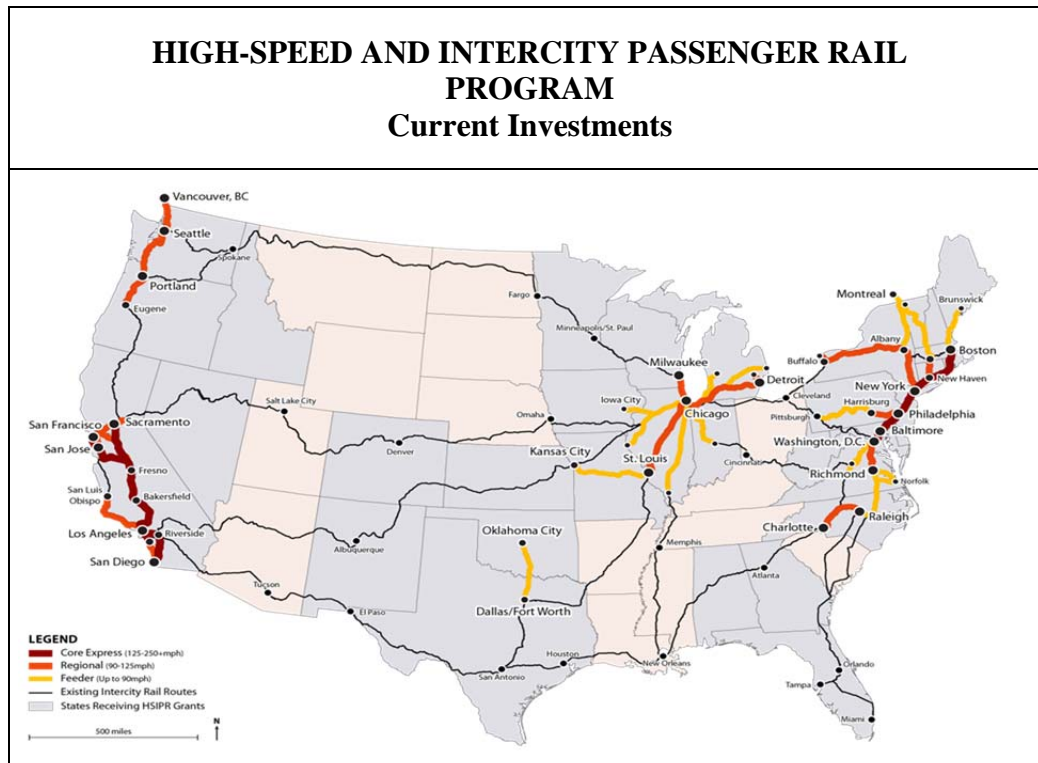 HIGH-SPEED AND INTERCITY PASSENGER RAIL
PROGRAM
Current Investments
Vancouver, BC
Seattle
Spokane
Portland
Eugene
Fargo
Minneapolis/St. Paul
Milwaukee
Chicago
Detroit
Iowa City
Omaha
Kansas City
St. Louis
Montreal
Brunswick
Albany
Boston
Buffalo
New Haven
New York
Cleveland
Harrisburg
Pittsburgh
Philadelphia
Baltimore
Washington, D.C.
Cincinnati
Richmond
Norfolk
Raleigh
Charlotte
Salt Lake City
Denver
San Francisco
Sacramento
San Jose
Fresno
San Luis
Obispo
Bakersfield
Los Angeles
Riverside
San Diego
Albuquerque
Tucson
El Paso
Oklahoma City
Dallas/Fort Worth
Memphis
Atlanta
Houston
San Antonio
New Orleans
Orlando
Tampa
Miami
LEGEND
Core Express (125-250+mph)
Regional (90-125mph)
Feeder (Up to 90mph)
Existing Intercity Rail Routes
States Receiving HSIPR Grants
500 miles
N